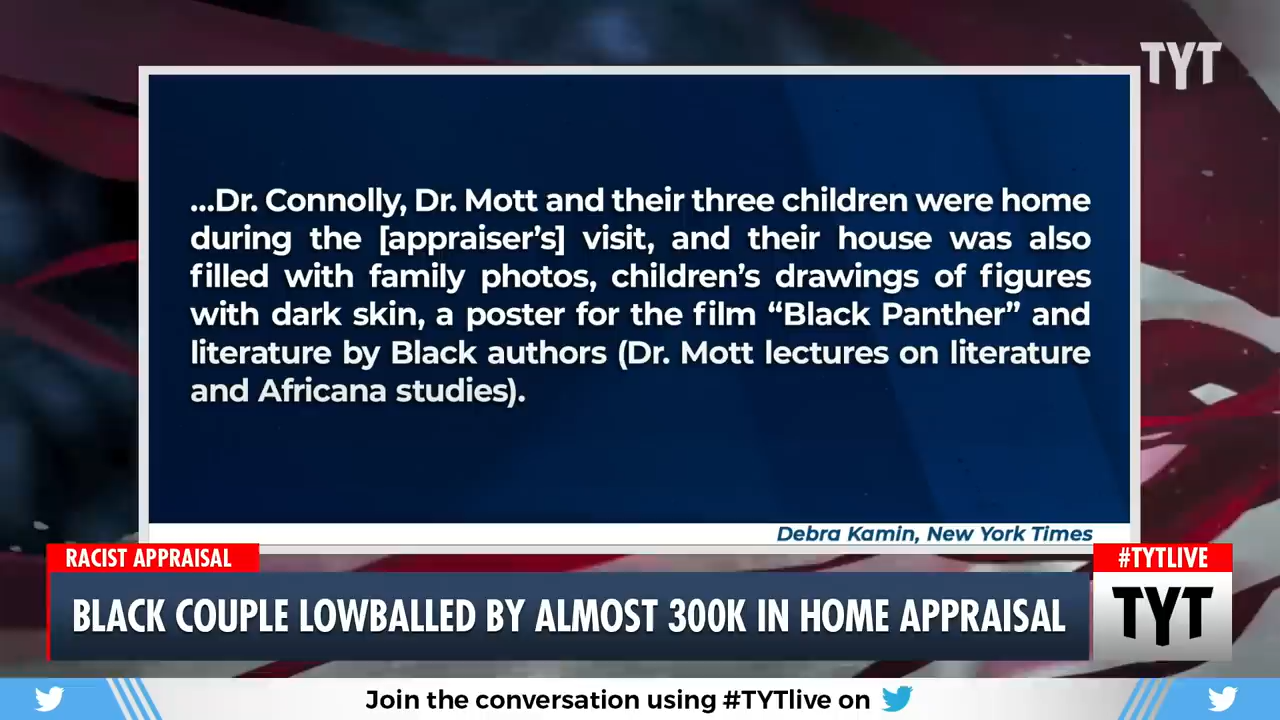 TYT
...Dr. Connolly, Dr. Mott and their three children were home
during the [appraiser's] visit, and their house was also
filled with family photos, children's drawings of figures
with dark skin, a poster for the film “Black Panther” and
literature by Black authors (Dr. Mott lectures on literature
and Africana studies).
Debra Kamin, New York Times
RACIST APPRAISAL
#TYTLIVE
BLACK COUPLE LOWBALLED BY ALMOST 300K IN HOME APPRAISAL
TYT
Join the conversation using #TYTlive on